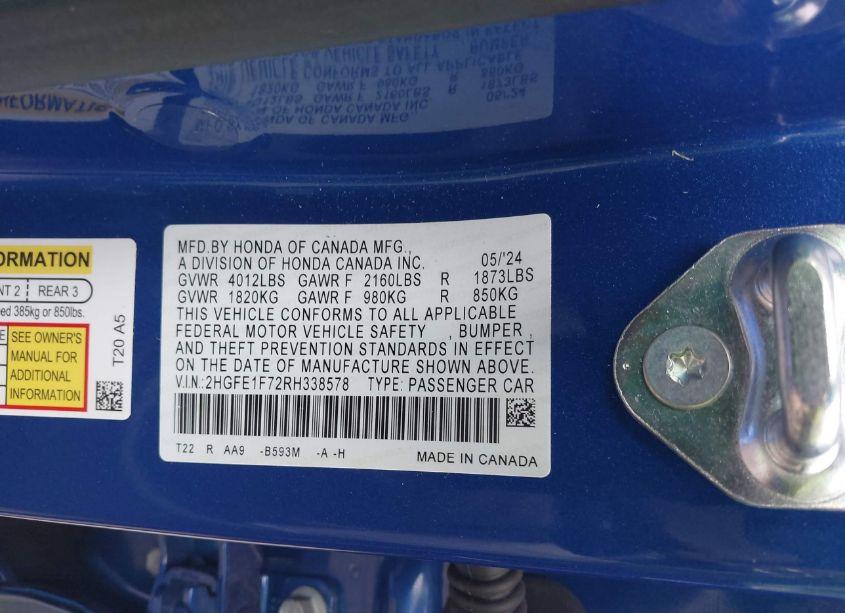 ORMATION
NT 2 REAR 3
ed 385kg or 850lbs.
E SEE OWNER'S
MANUAL FOR
ADDITIONAL
INFORMATION
T20 A5
MFD.BY HONDA OF CANADA MFG.,
A DIVISION OF HONDA CANADA INC. 05/'24
GVWR 4012LBS GAWR F 2160LBS R 1873LBS
GVWR 1820KG GAWR F 980KG R 850KG
THIS VEHICLE CONFORMS TO ALL APPLICABLE
FEDERAL MOTOR VEHICLE SAFETY , BUMPER ,
AND THEFT PREVENTION STANDARDS IN EFFECT
ON THE DATE OF MANUFACTURE SHOWN ABOVE.
V.I.N.:2HGFE1F72RH338578 TYPE: PASSENGER CAR
T22 R AA9 -B593M -A -H
MADE IN CANADA